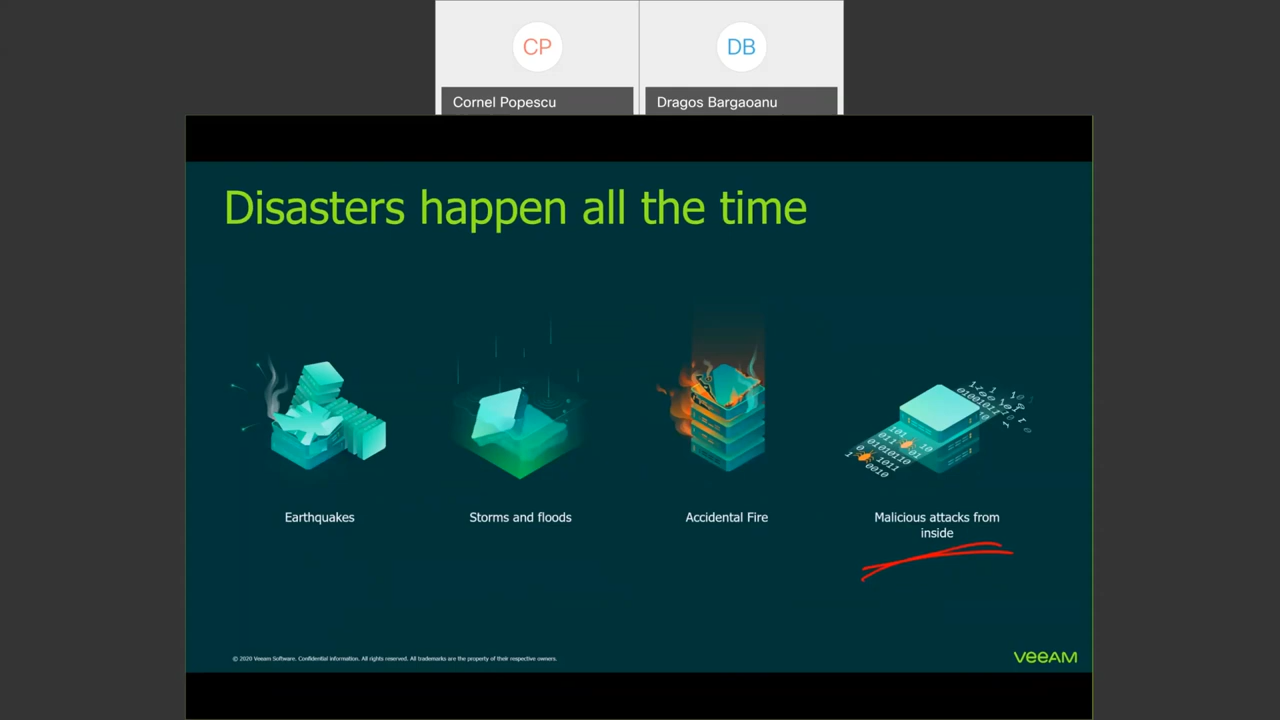 CP
DB
Cornel Popescu
Dragos Bargaoanu
Disasters happen all the time
Earthquakes
Storms and floods
Accidental Fire
Malicious attacks from
inside
© 2020 Veeam Software. Confidential information. All rights reserved. All trademarks are the property of their respective owners.
VEEAM